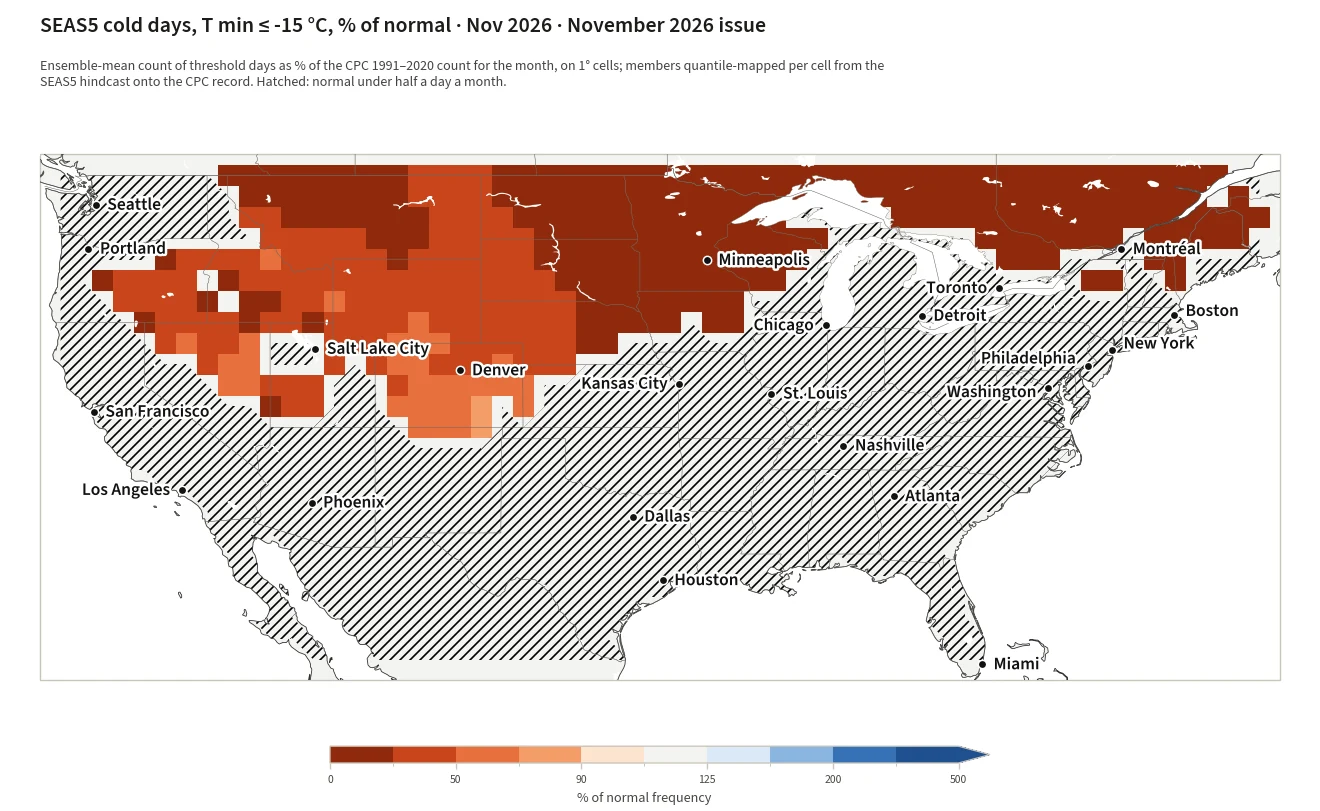 SEAS5 cold days, T min ≤ -15 °C, % of normal · Nov 2026 · November 2026 issue
Ensemble-mean count of threshold days as % of the CPC 1991–2020 count for the month, on 1° cells; members quantile-mapped per cell from the
SEAS5 hindcast onto the CPC record. Hatched: normal under half a day a month.
Seattle
Portland
Montréal
Minneapolis
Toronto
Boston
Detroit
Chicago
New York
Salt Lake City
Philadelphia
Denver
Kansas City
St. Louis
Washington
San Francisco
Nashville
Los Angeles
Phoenix
Atlanta
Dallas
Houston
Miami
0 50 90 125 200 500
% of normal frequency